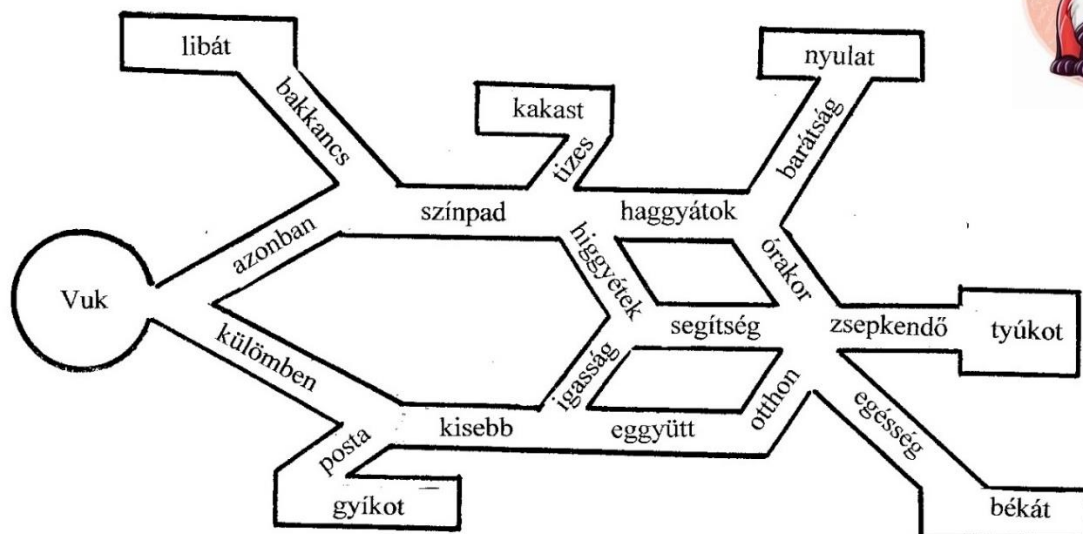 libát
nyulat
kakast
bakkancs
tizes
barátság
színpad
haggyátok
azonban
higgyétek
órakor
Vuk
segítség
zsepkendő
tyúkot
külömben
igasság
otthon
egésség
kisebb
eggyütt
posta
gyíkot
békát